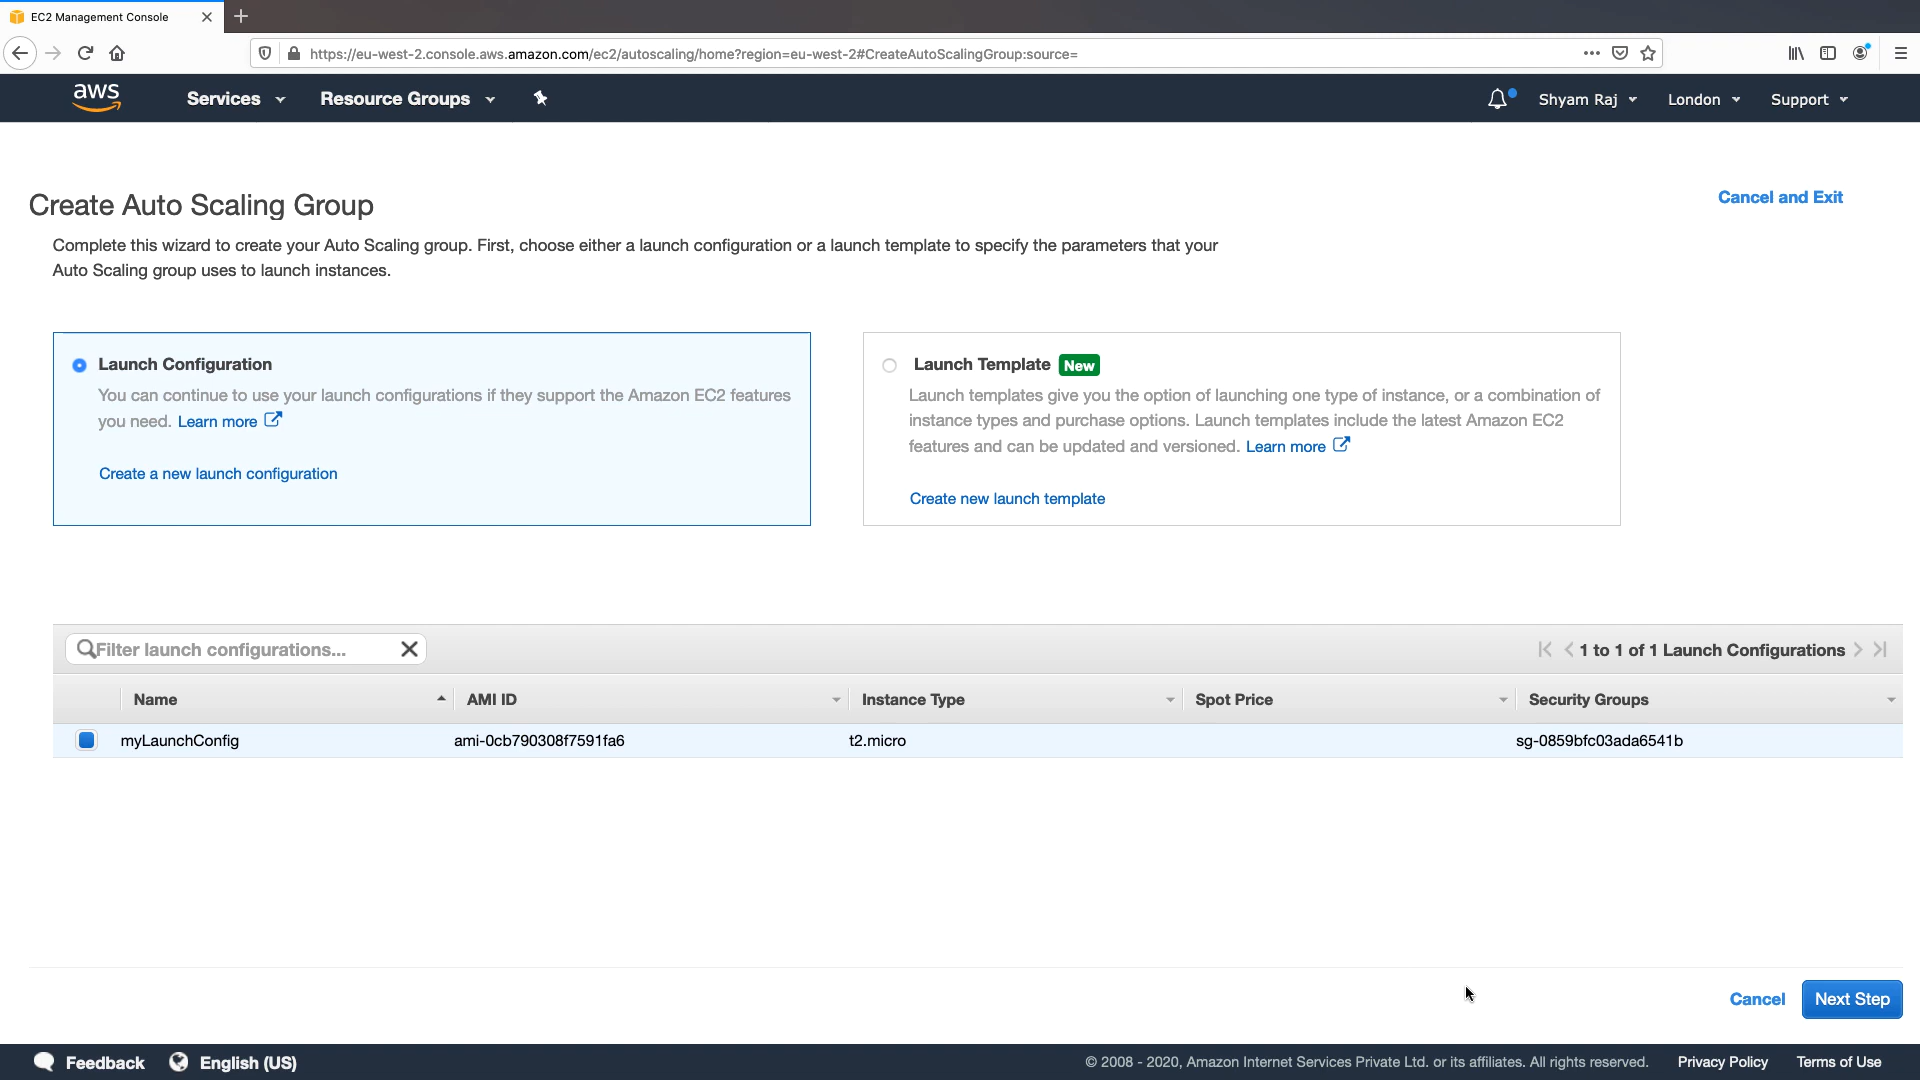 EC2 Management Console
https://eu-west-2.console.aws.amazon.com/ec2/autoscaling/home?region=eu-west-2#CreateAutoScalingGroup:source=
aws
Services
Resource Groups
Shyam Raj
London
Support
Create Auto Scaling Group
Cancel and Exit
Complete this wizard to create your Auto Scaling group. First, choose either a launch configuration or a launch template to specify the parameters that your
Auto Scaling group uses to launch instances.
Launch Configuration
You can continue to use your launch configurations if they support the Amazon EC2 features
you need. Learn more
Create a new launch configuration
Launch Template New
Launch templates give you the option of launching one type of instance, or a combination of
instance types and purchase options. Launch templates include the latest Amazon EC2
features and can be updated and versioned. Learn more
Create new launch template
Filter launch configurations...
1 to 1 of 1 Launch Configurations
Name
AMI ID
Instance Type
Spot Price
Security Groups
myLaunchConfig
ami-0cb790308f7591fa6
t2.micro
sg-0859bfc03ada6541b
Cancel
Next Step
Feedback
English (US)
© 2008 - 2020, Amazon Internet Services Private Ltd. or its affiliates. All rights reserved.
Privacy Policy
Terms of Use